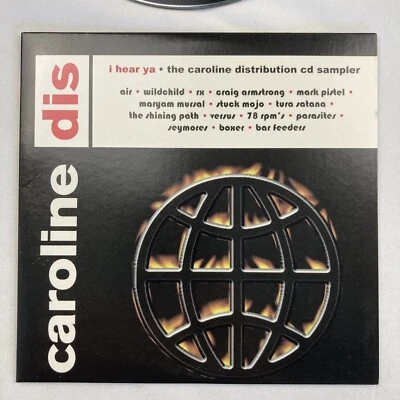 i hear ya • the caroline distribution cd sampler
air • wildchild • rx • craig armstrong • mark pistel •
maryam mursal • stuck mojo • tura satana •
the shining path • versus • 78 rpm's • parasites •
seymores • boxer • bar feeders
caroline dis